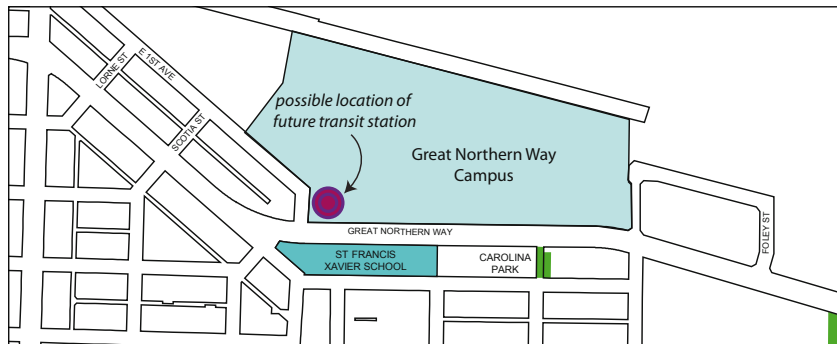 LORNE ST
E 1ST AVE
SCOTIA ST
possible location of
future transit station
Great Northern Way
Campus
GREAT NORTHERN WAY
ST FRANCIS
XAVIER SCHOOL
CAROLINA
PARK
FOLEY ST